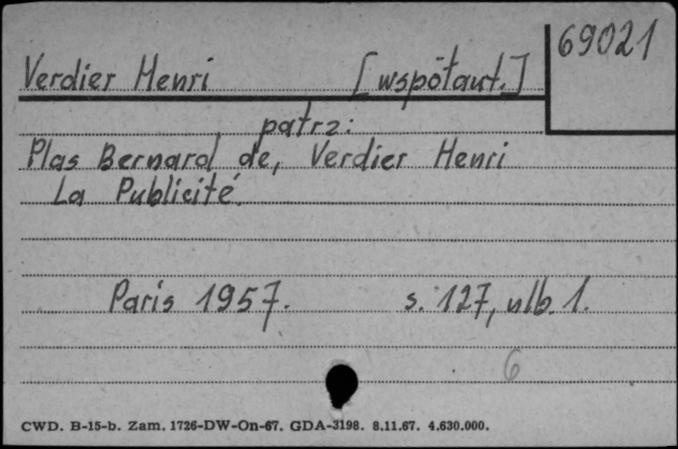 69021
Verdier Henri [współaut.]
patrz:
Plas Bernard de, Verdier Henri
La Publicité.
Paris 1957. s. 127, nlb. 1.
6
CWD. B-15-b. Zam. 1726-DW-On-67. GDA-3198. 8.11.67. 4.630.000.